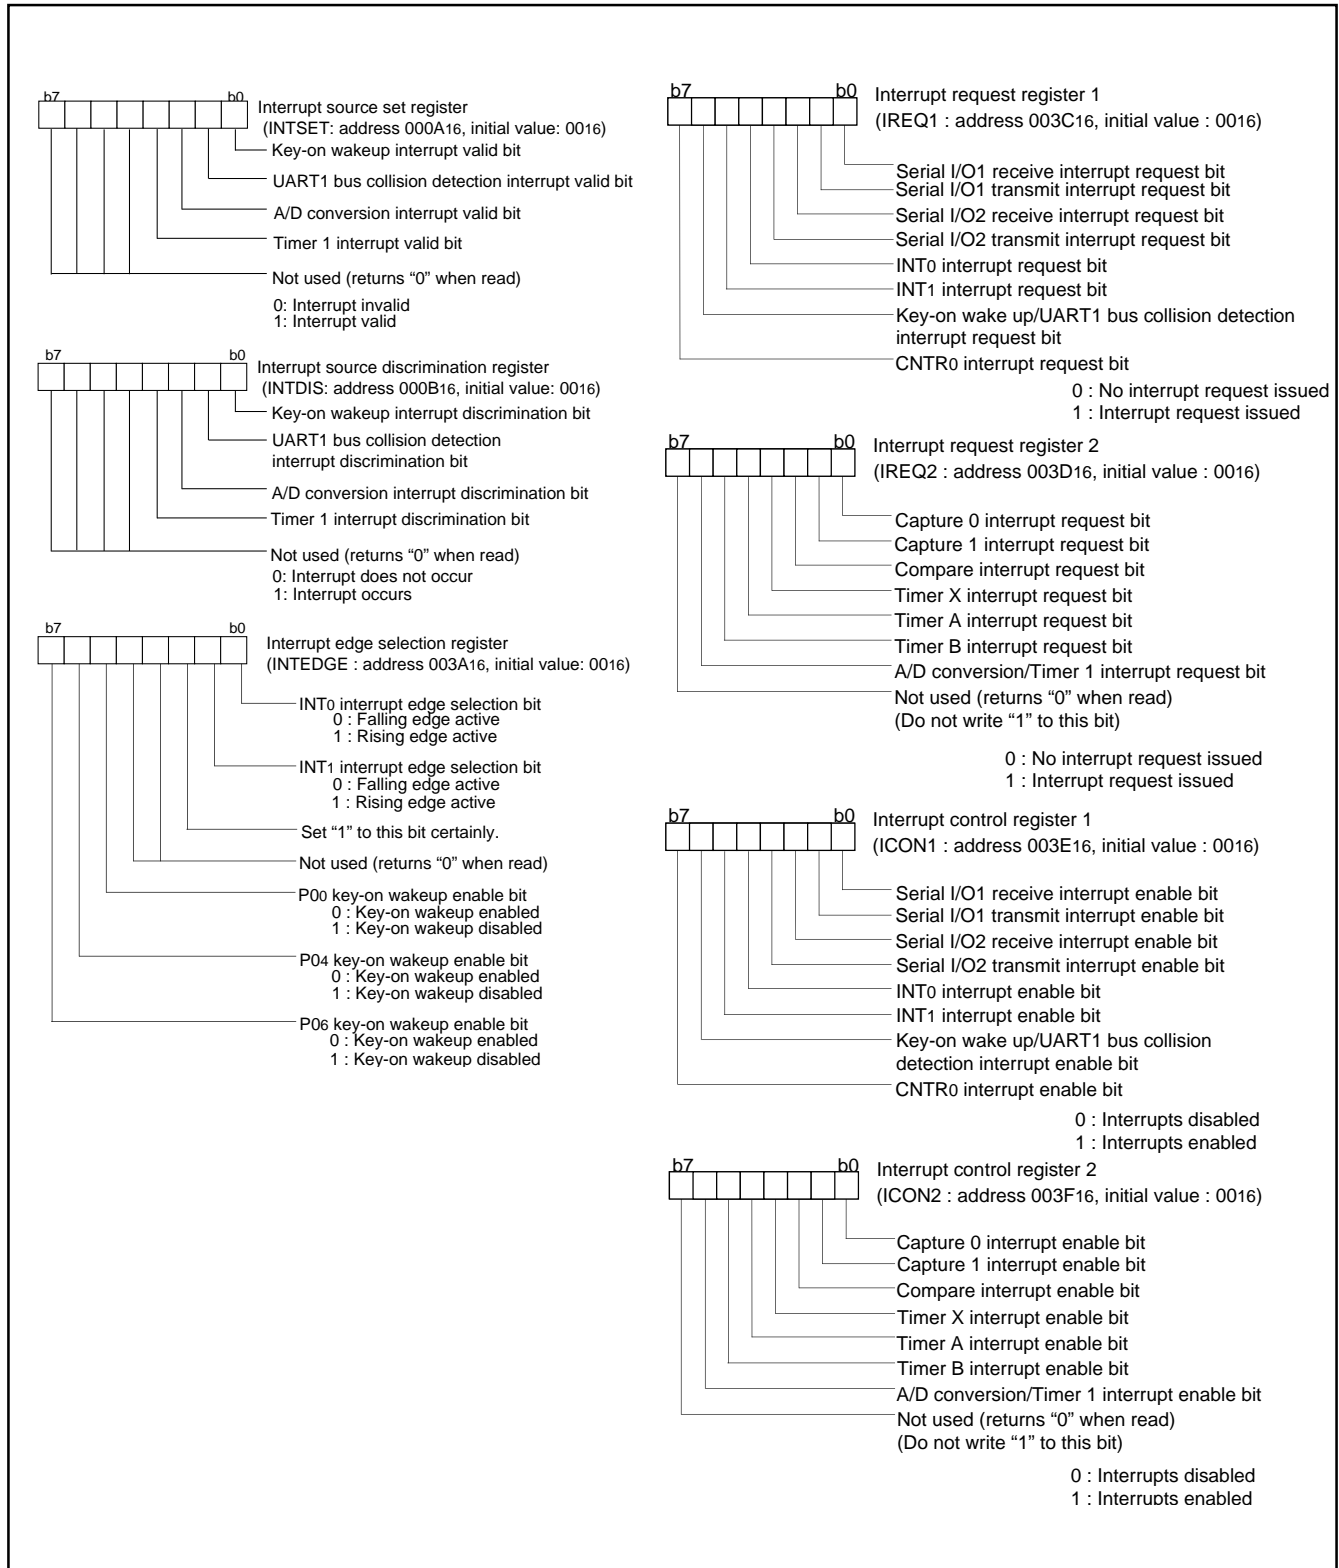 b7 b0
Interrupt source set register
(INTSET: address 000A16, initial value: 0016)
Key-on wakeup interrupt valid bit
UART1 bus collision detection interrupt valid bit
A/D conversion interrupt valid bit
Timer 1 interrupt valid bit
Not used (returns “0” when read)
0: Interrupt invalid
1: Interrupt valid
b7 b0
Interrupt source discrimination register
(INTDIS: address 000B16, initial value: 0016)
Key-on wakeup interrupt discrimination bit
UART1 bus collision detection
interrupt discrimination bit
A/D conversion interrupt discrimination bit
Timer 1 interrupt discrimination bit
Not used (returns “0” when read)
0: Interrupt does not occur
1: Interrupt occurs
b7 b0
Interrupt edge selection register
(INTEDGE : address 003A16, initial value: 0016)
INT0 interrupt edge selection bit
0 : Falling edge active
1 : Rising edge active
INT1 interrupt edge selection bit
0 : Falling edge active
1 : Rising edge active
Set “1” to this bit certainly.
Not used (returns “0” when read)
P00 key-on wakeup enable bit
0 : Key-on wakeup enabled
1 : Key-on wakeup disabled
P04 key-on wakeup enable bit
0 : Key-on wakeup enabled
1 : Key-on wakeup disabled
P06 key-on wakeup enable bit
0 : Key-on wakeup enabled
1 : Key-on wakeup disabled
b7 b0
Interrupt request register 1
(IREQ1 : address 003C16, initial value : 0016)
Serial I/O1 receive interrupt request bit
Serial I/O1 transmit interrupt request bit
Serial I/O2 receive interrupt request bit
Serial I/O2 transmit interrupt request bit
INT0 interrupt request bit
INT1 interrupt request bit
Key-on wake up/UART1 bus collision detection
interrupt request bit
CNTR0 interrupt request bit
0 : No interrupt request issued
1 : Interrupt request issued
b7 b0
Interrupt request register 2
(IREQ2 : address 003D16, initial value : 0016)
Capture 0 interrupt request bit
Capture 1 interrupt request bit
Compare interrupt request bit
Timer X interrupt request bit
Timer A interrupt request bit
Timer B interrupt request bit
A/D conversion/Timer 1 interrupt request bit
Not used (returns “0” when read)
(Do not write “1” to this bit)
0 : No interrupt request issued
1 : Interrupt request issued
b7 b0
Interrupt control register 1
(ICON1 : address 003E16, initial value : 0016)
Serial I/O1 receive interrupt enable bit
Serial I/O1 transmit interrupt enable bit
Serial I/O2 receive interrupt enable bit
Serial I/O2 transmit interrupt enable bit
INT0 interrupt enable bit
INT1 interrupt enable bit
Key-on wake up/UART1 bus collision
detection interrupt enable bit
CNTR0 interrupt enable bit
0 : Interrupts disabled
1 : Interrupts enabled
b7 b0
Interrupt control register 2
(ICON2 : address 003F16, initial value : 0016)
Capture 0 interrupt enable bit
Capture 1 interrupt enable bit
Compare interrupt enable bit
Timer X interrupt enable bit
Timer A interrupt enable bit
Timer B interrupt enable bit
A/D conversion/Timer 1 interrupt enable bit
Not used (returns “0” when read)
(Do not write “1” to this bit)
0 : Interrupts disabled
1 : Interrupts enabled